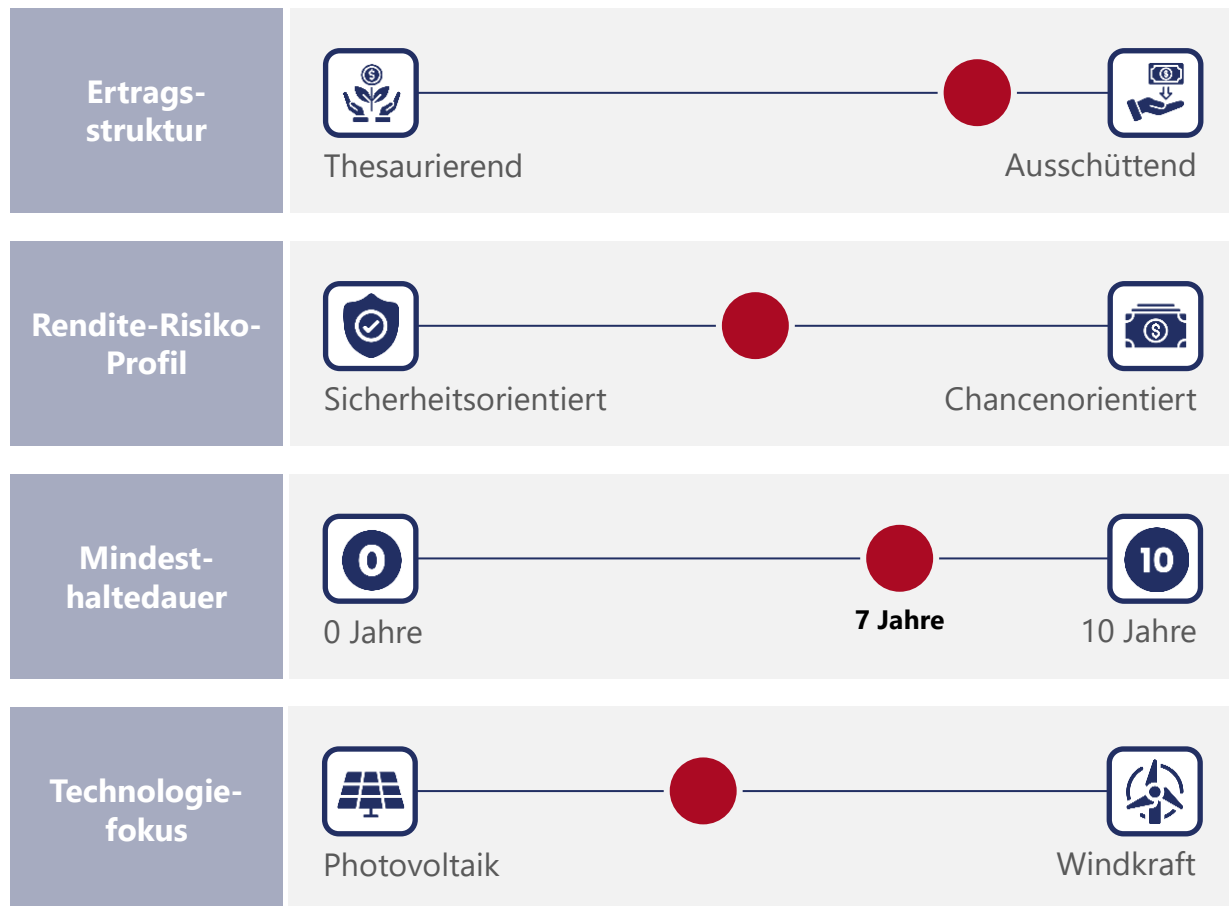 Ertrags-
struktur
Thesaurierend
Ausschüttend
Rendite-Risiko-
Profil
Sicherheitsorientiert
Chancenorientiert
Mindest-
haltedauer
0
10
0 Jahre
7 Jahre
10 Jahre
Technologie-
fokus
Photovoltaik
Windkraft